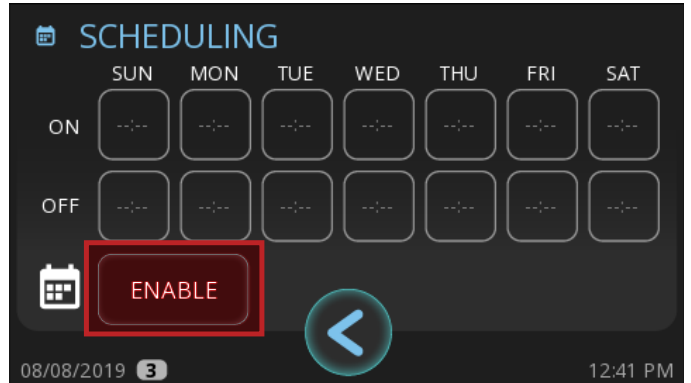 SCHEDULING
SUN MON TUE WED THU FRI SAT
ON --:-- --:-- --:-- --:-- --:-- --:-- --:--
OFF --:-- --:-- --:-- --:-- --:-- --:-- --:--
ENABLE
08/08/2019 3 12:41 PM